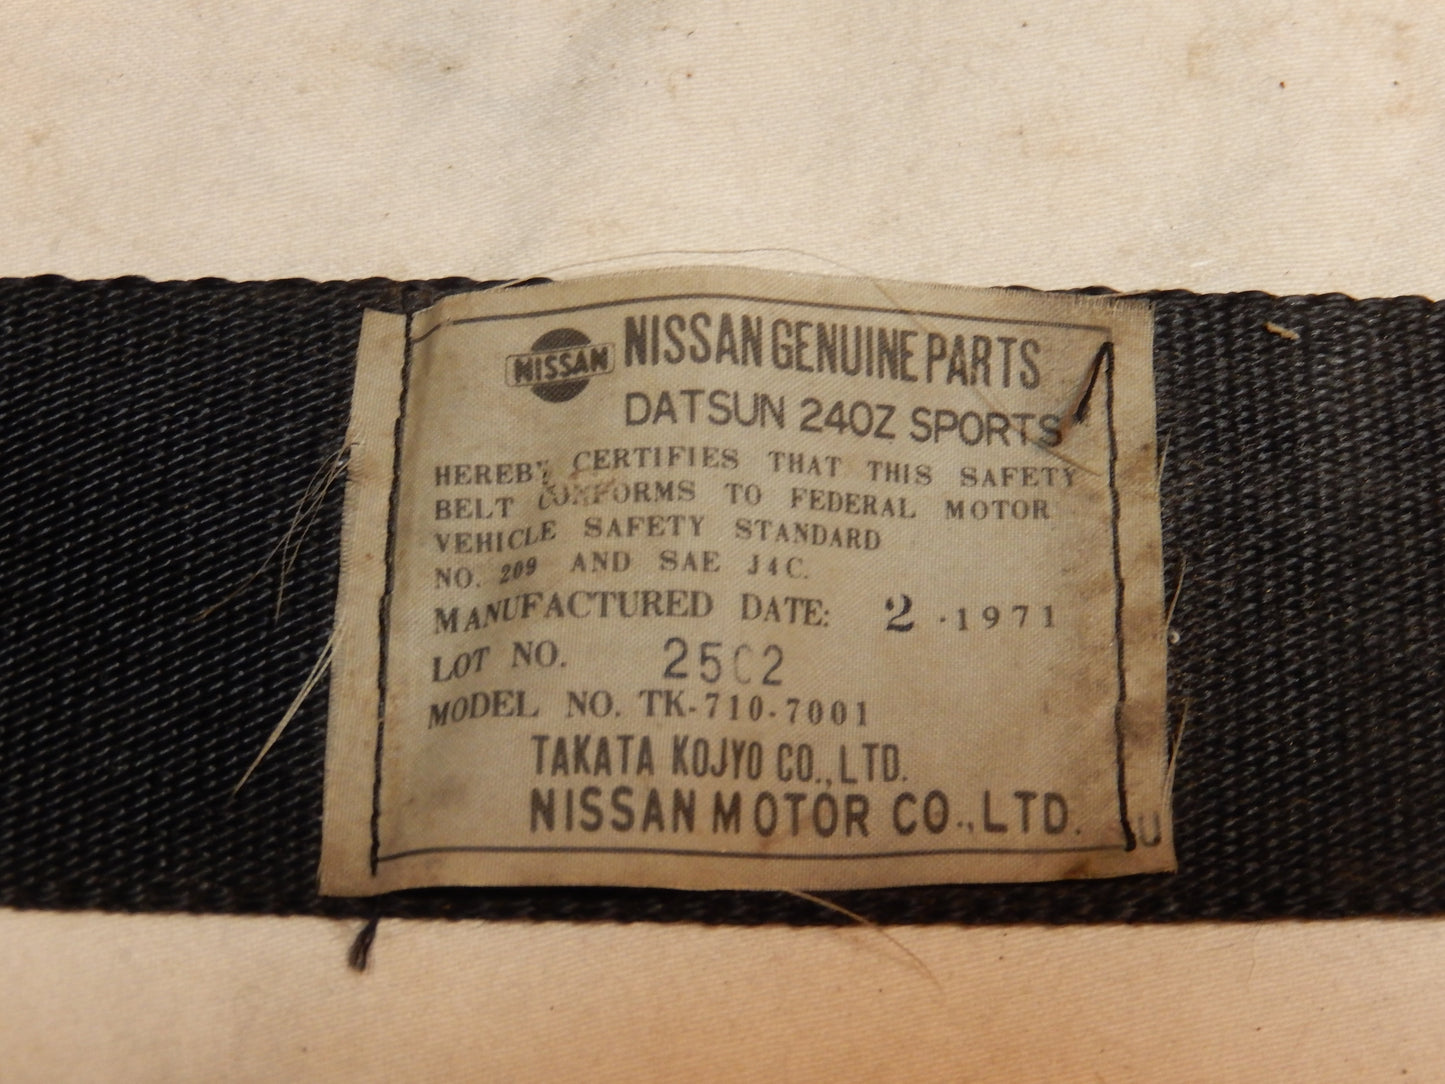 NISSAN NISSAN GENUINE PARTS
DATSUN 240Z SPORTS
HEREBY CERTIFIES THAT THIS SAFETY
BELT CONFORMS TO FEDERAL MOTOR
VEHICLE SAFETY STANDARD
NO. 209 AND SAE J4C.
MANUFACTURED DATE: 2 · 1971
LOT NO. 2502
MODEL NO. TK-710-7001
TAKATA KOJYO CO., LTD.
NISSAN MOTOR CO., LTD.
U